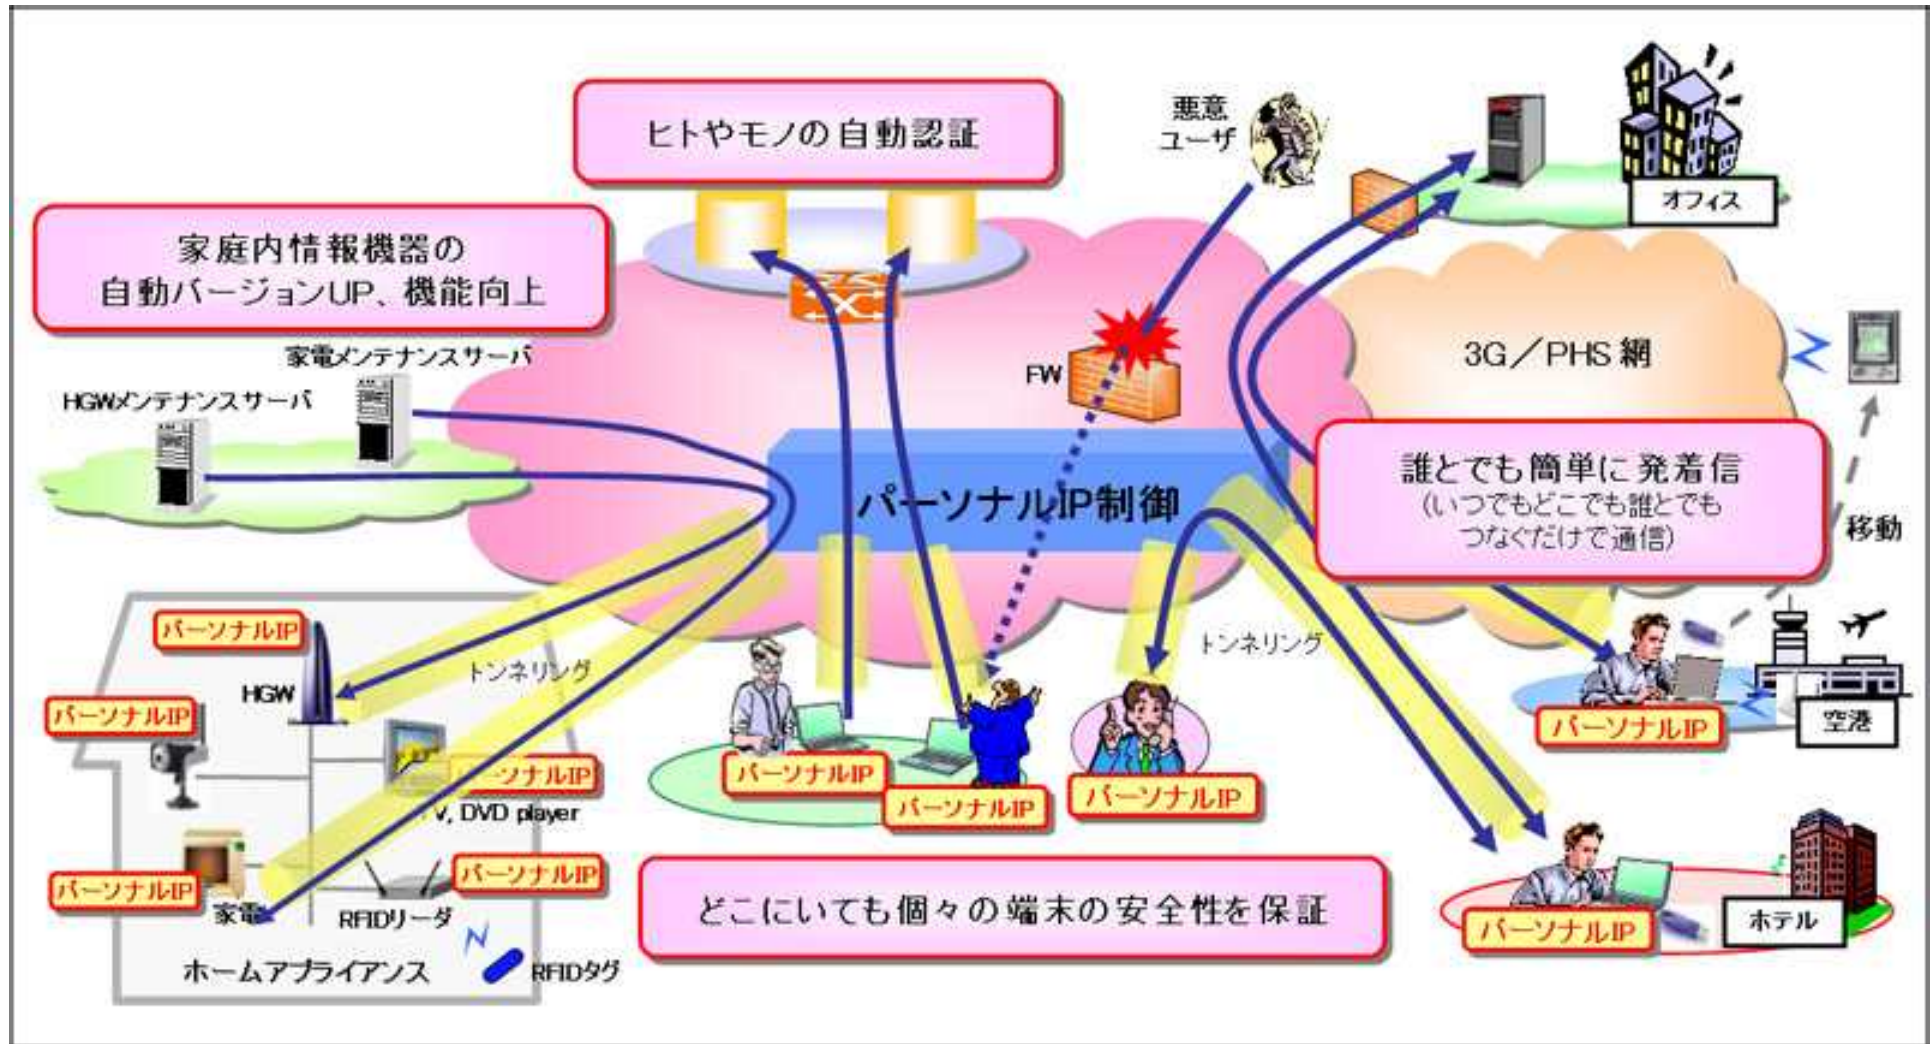 ヒトやモノの自動認証
悪意
ユーザ
オフィス
家庭内情報機器の
自動バージョンUP、機能向上
家電メンテナンスサーバ
HGWメンテナンスサーバ
FW
3G／PHS網
パーソナルIP制御
誰とでも簡単に発着信
(いつでもどこでも誰とでも
つなぐだけで通信)
移動
パーソナルIP
HGW
トンネリング
トンネリング
パーソナルIP
パーソナルIP
パーソナルIP
パーソナルIP
パーソナルIP
パーソナルIP
空港
ーソナルIP
V, DVD player
パーソナルIP
家電
パーソナルIP
RFIDリーダ
ホームアプライアンス
RFIDタグ
どこにいても個々の端末の安全性を保証
パーソナルIP
ホテル